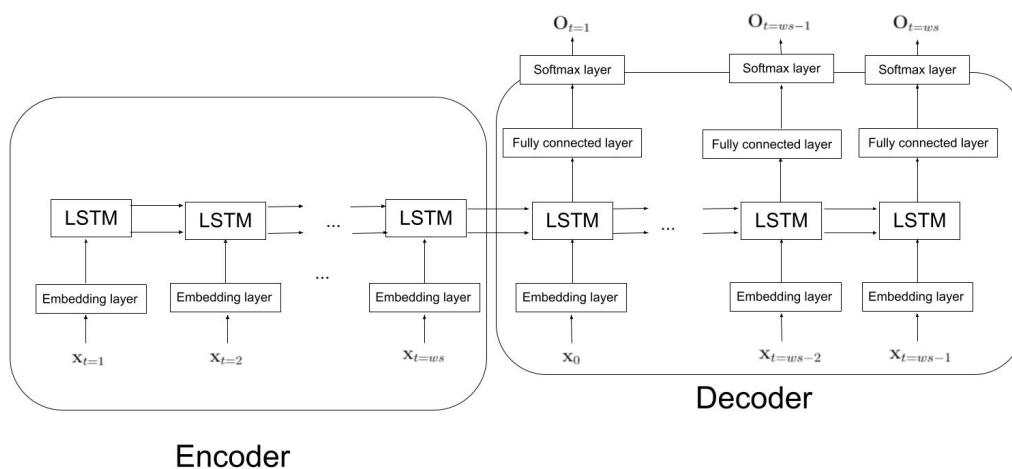 O_{t=1} O_{t=ws-1} O_{t=ws}
Softmax layer Softmax layer Softmax layer
Fully connected layer Fully connected layer Fully connected layer
LSTM LSTM ... LSTM LSTM ... LSTM LSTM
...
Embedding layer Embedding layer Embedding layer Embedding layer Embedding layer Embedding layer
x_{t=1} x_{t=2} x_{t=ws} x_0 x_{t=ws-2} x_{t=ws-1}
Decoder
Encoder